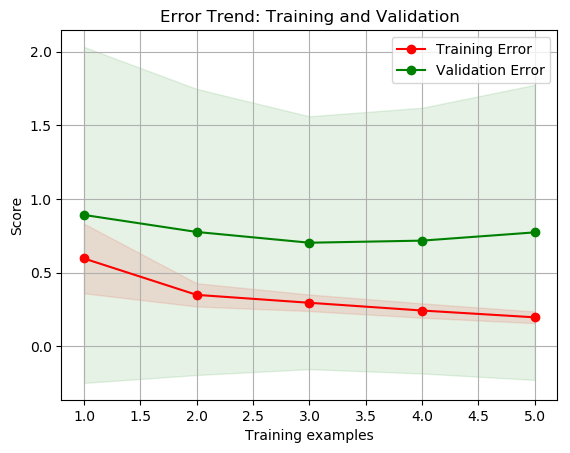 Error Trend: Training and Validation
Training Error
Validation Error
Score
2.0
1.5
1.0
0.5
0.0
1.0 1.5 2.0 2.5 3.0 3.5 4.0 4.5 5.0
Training examples